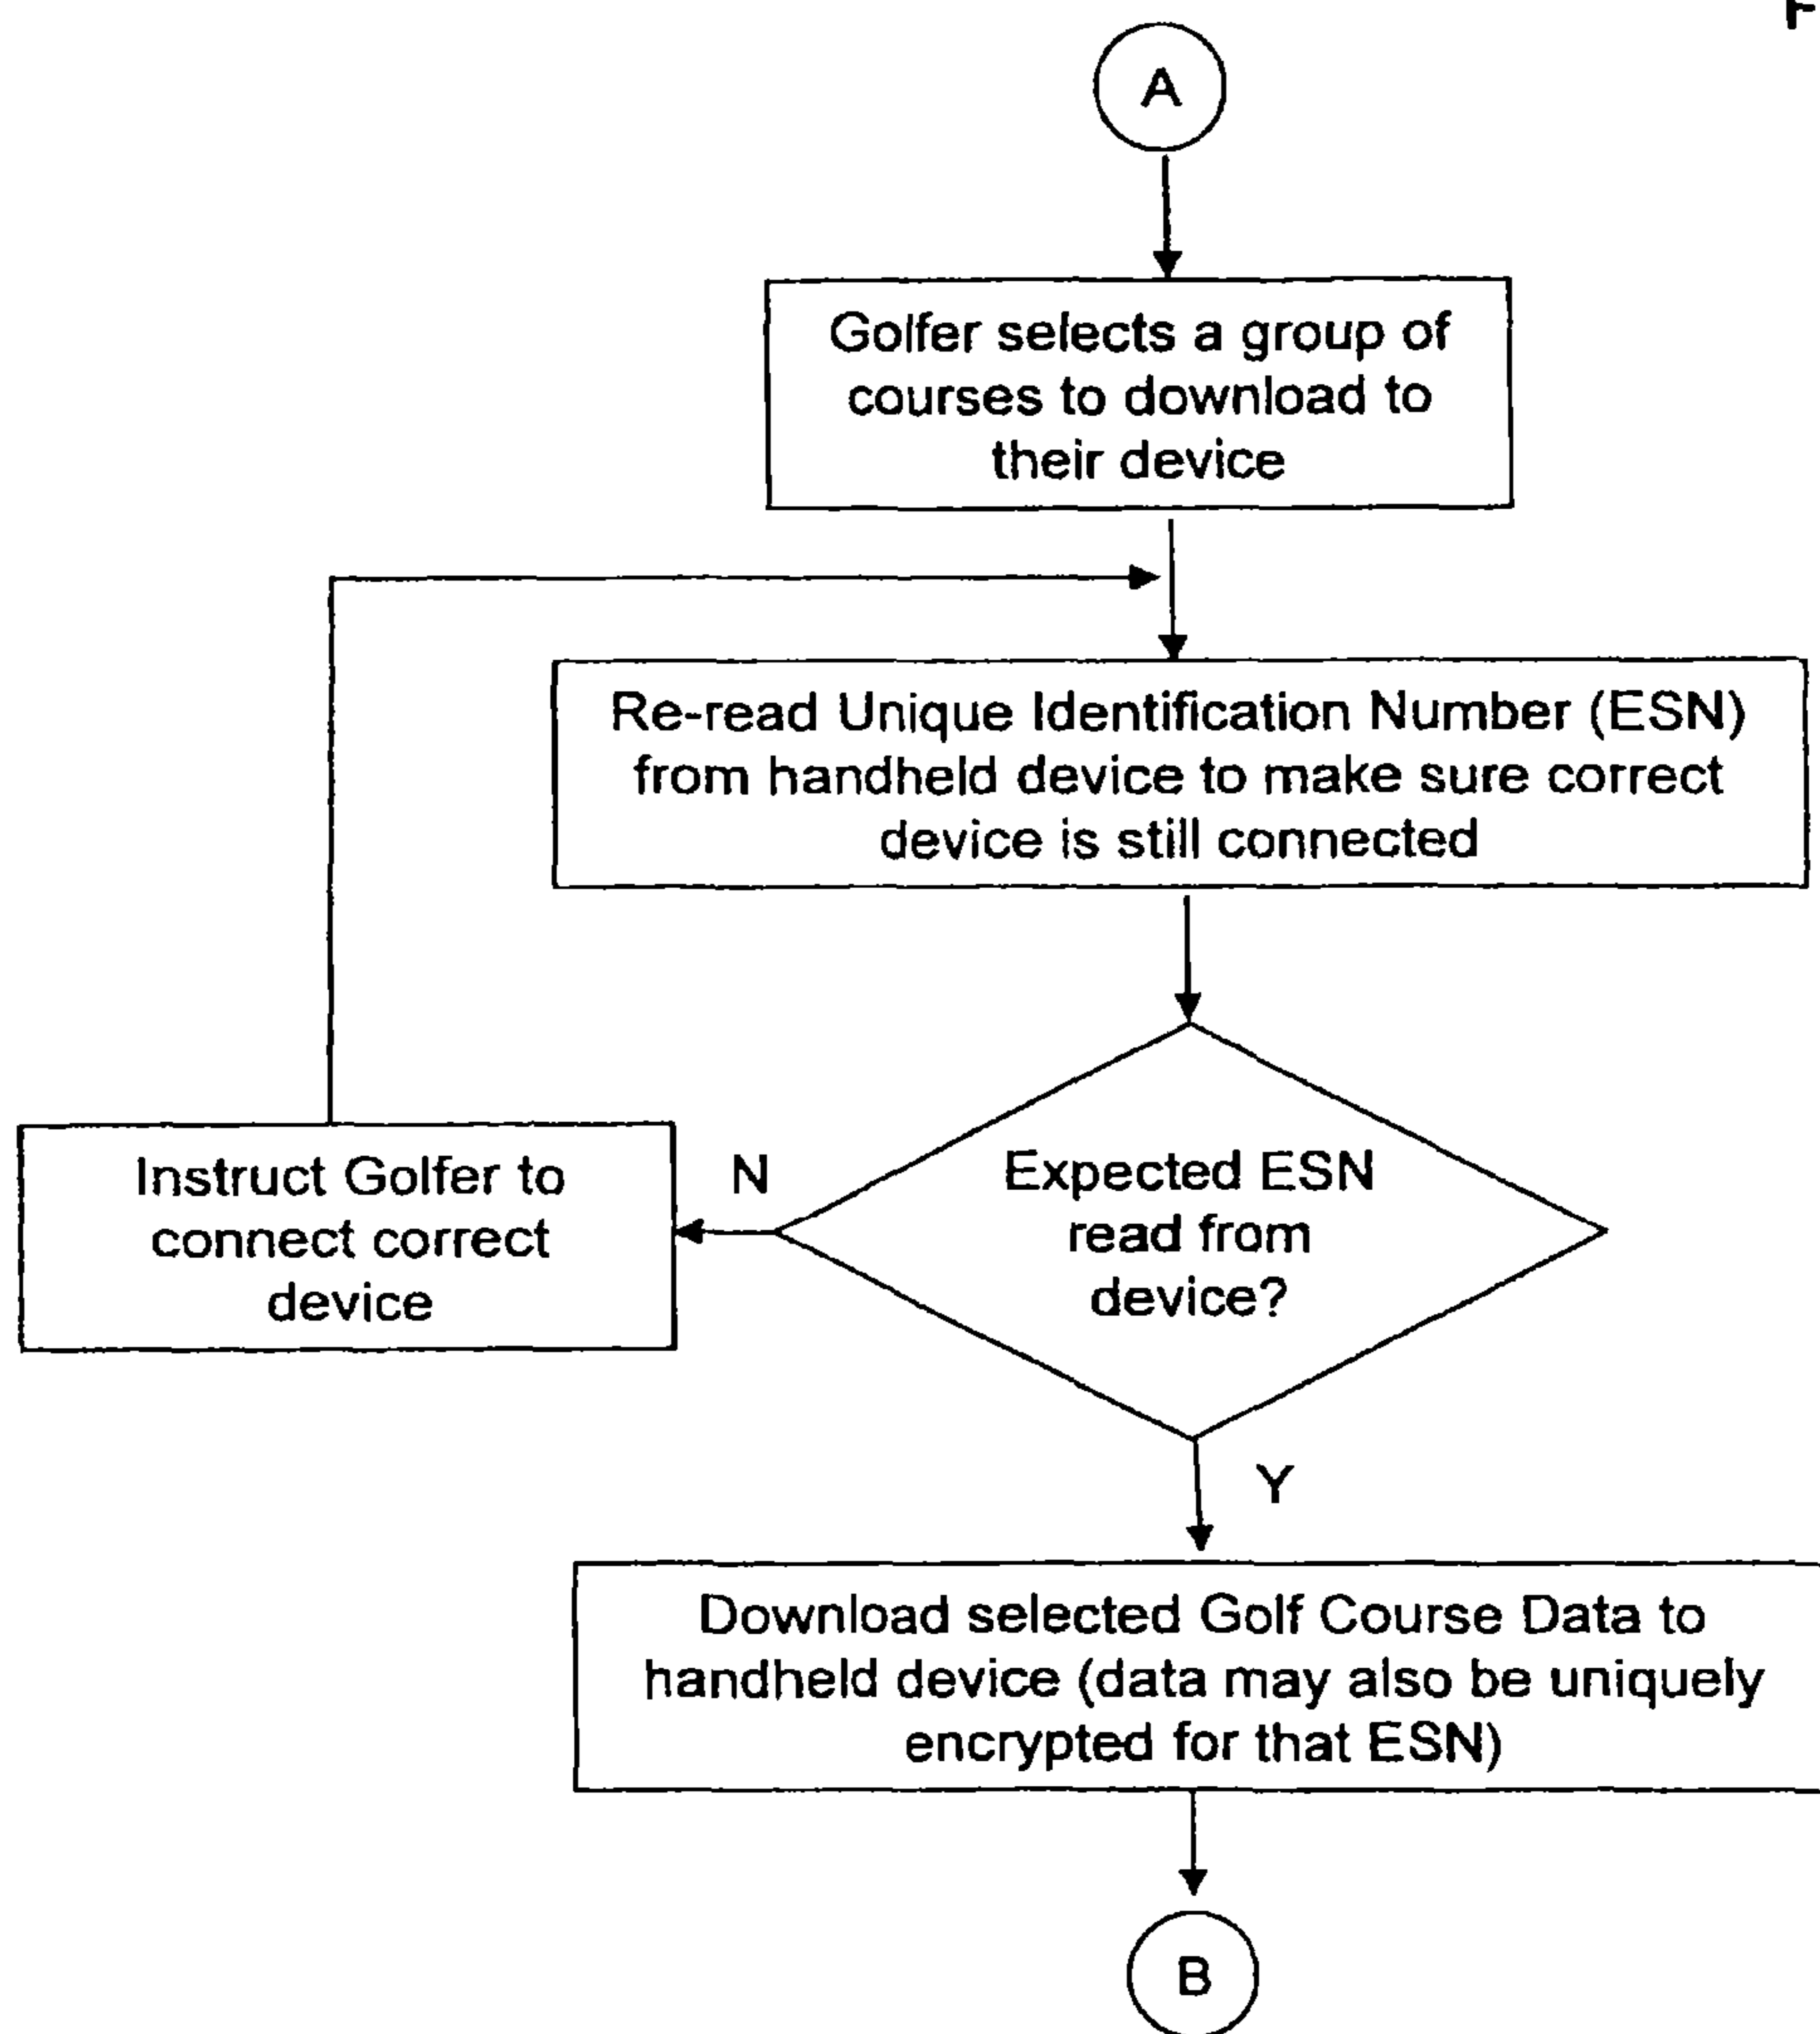 A
Golfer selects a group of
courses to download to
their device
Re-read Unique Identification Number (ESN)
from handheld device to make sure correct
device is still connected
Expected ESN
read from
device?
N
Instruct Golfer to
connect correct
device
Y
Download selected Golf Course Data to
handheld device (data may also be uniquely
encrypted for that ESN)
B